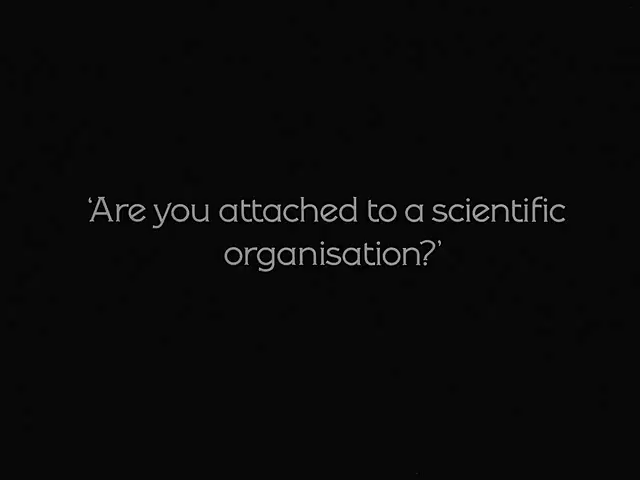 ‘Are you attached to a scientific
organisation?’